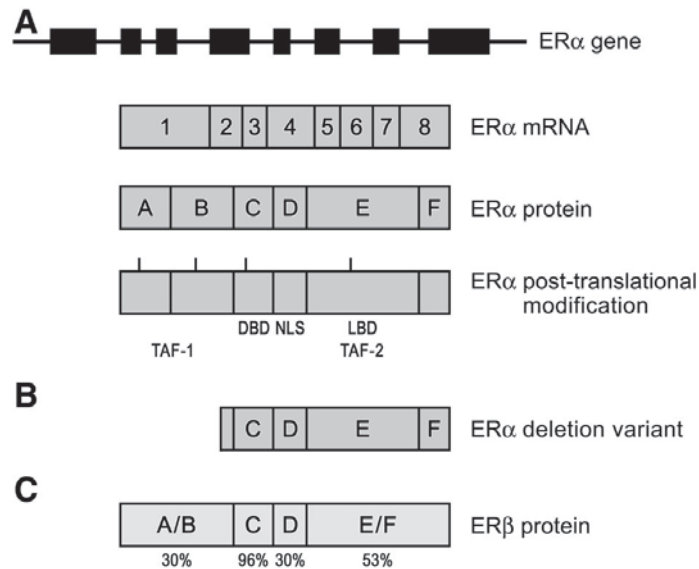 A
ERα gene
1 2 3 4 5 6 7 8 ERα mRNA
A B C D E F ERα protein
ERα post-translational
modification
DBD NLS LBD
TAF-1 TAF-2
B
C D E F ERα deletion variant
C
A/B C D E/F ERβ protein
30% 96% 30% 53%